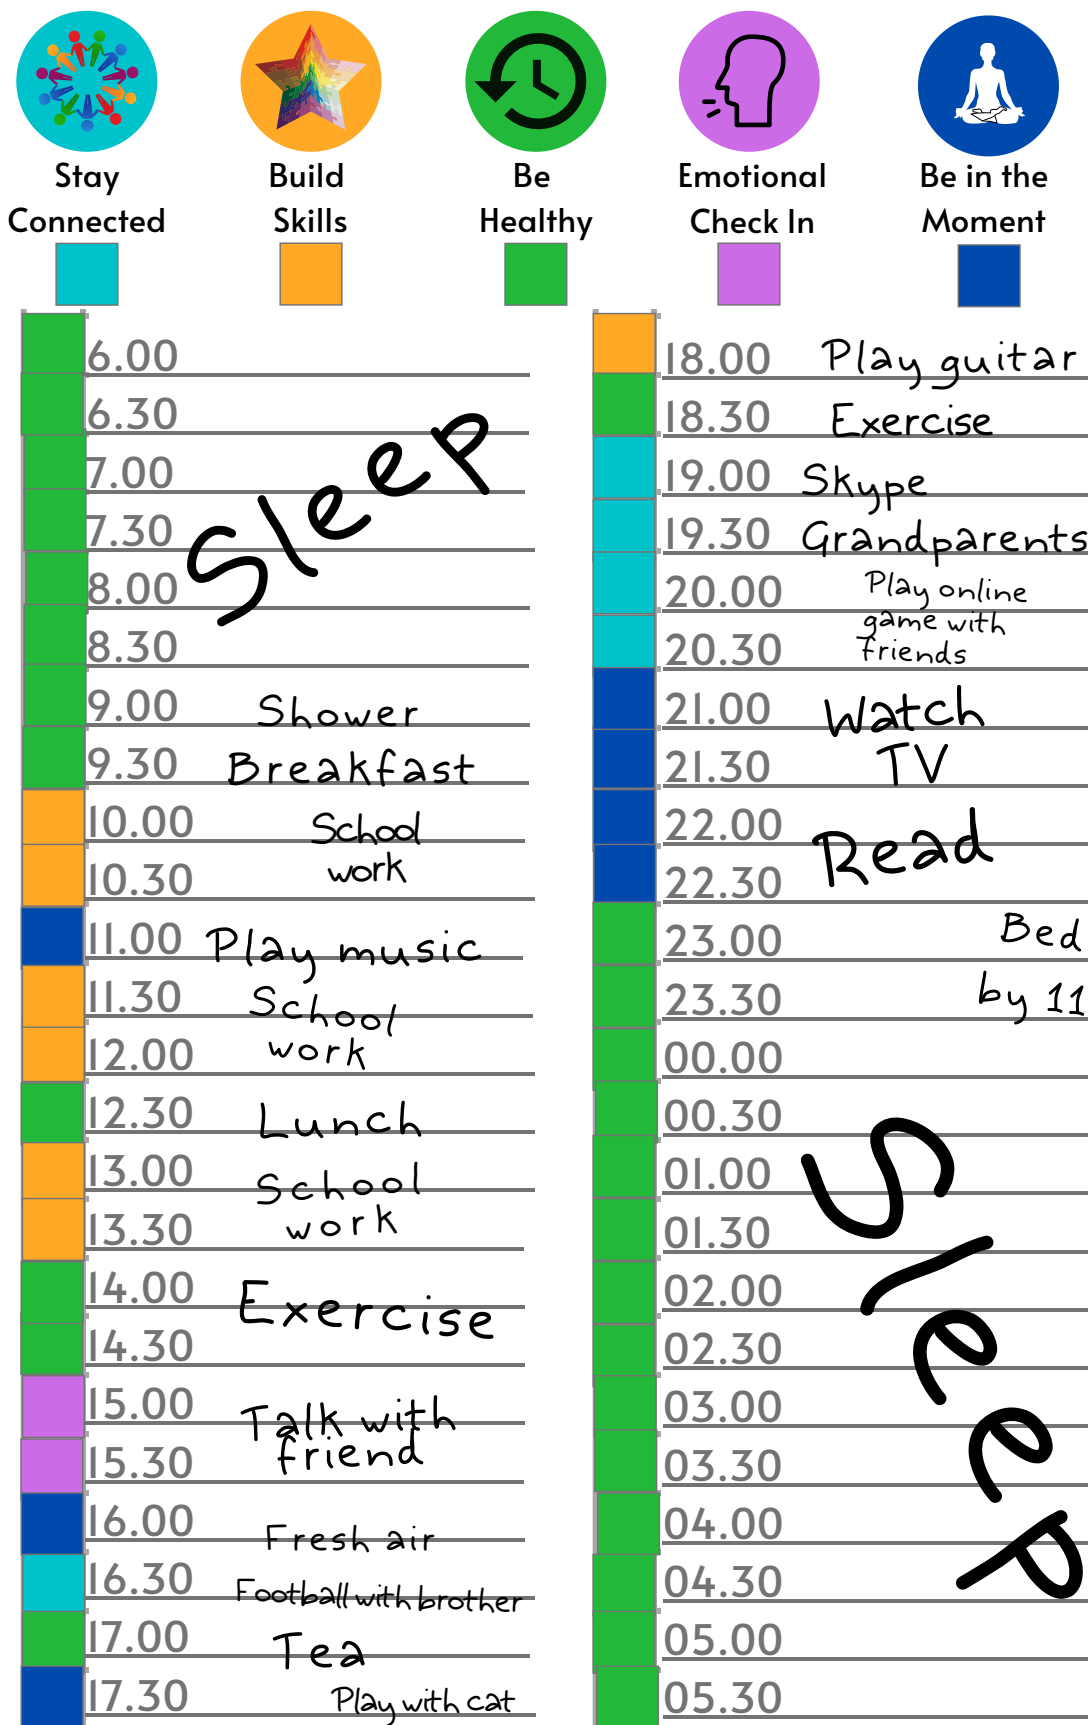 Stay Connected
Build Skills
Be Healthy
Emotional Check In
Be in the Moment
6.00
6.30
7.00
7.30
8.00
8.30
Sleep
9.00 Shower
9.30 Breakfast
10.00 School
10.30 work
11.00 Play music
11.30 School
12.00 work
12.30 Lunch
13.00 School
13.30 work
14.00 Exercise
14.30
15.00 Talk with
15.30 friend
16.00 Fresh air
16.30 Football with brother
17.00 Tea
17.30 Play with cat
18.00 Play guitar
18.30 Exercise
19.00 Skype
19.30 Grandparents
20.00 Play online
game with
20.30 friends
21.00 Watch
21.30 TV
22.00 Read
22.30
23.00 Bed
23.30 by 11
00.00
00.30
01.00
01.30
02.00
02.30
03.00
03.30
04.00
04.30
05.00
05.30
Sleep